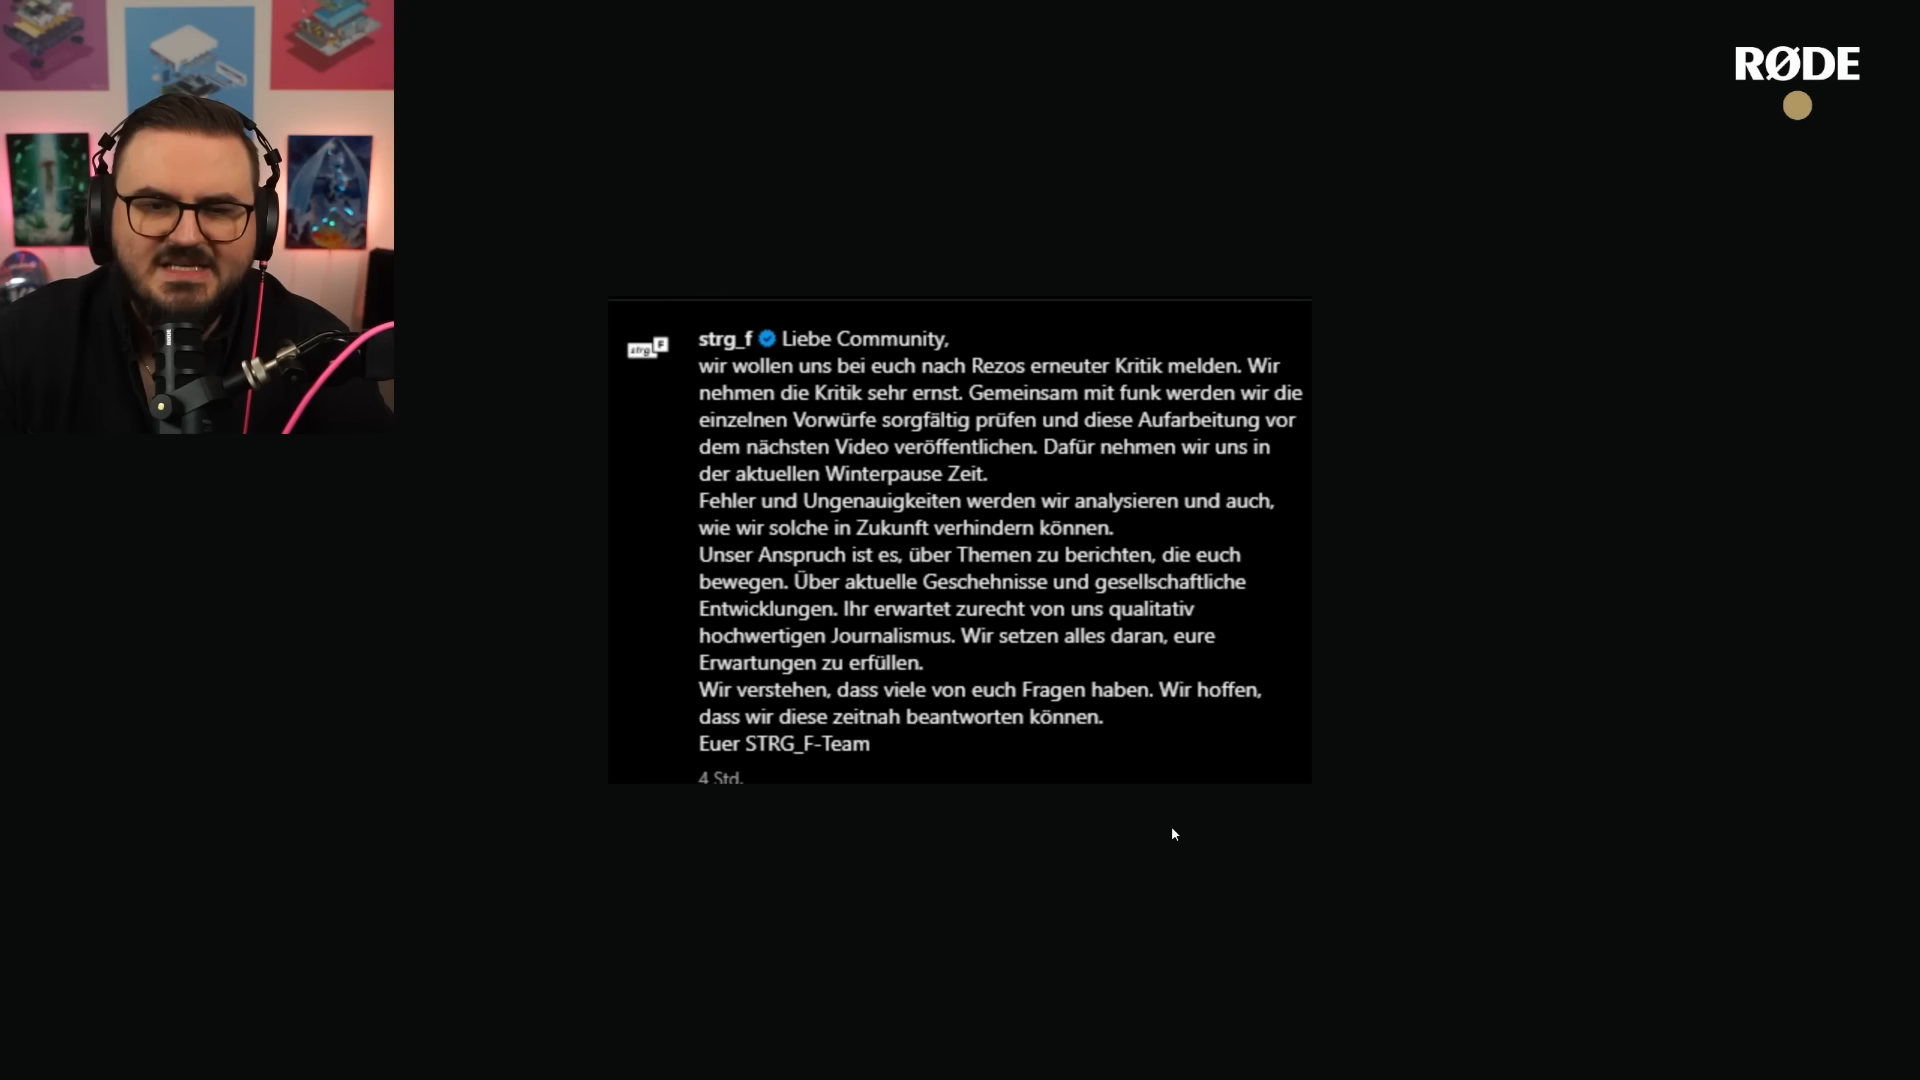 RØDE
strg_f Liebe Community,
wir wollen uns bei euch nach Rezos erneuter Kritik melden. Wir
nehmen die Kritik sehr ernst. Gemeinsam mit funk werden wir die
einzelnen Vorwürfe sorgfältig prüfen und diese Aufarbeitung vor
dem nächsten Video veröffentlichen. Dafür nehmen wir uns in
der aktuellen Winterpause Zeit.
Fehler und Ungenauigkeiten werden wir analysieren und auch,
wie wir solche in Zukunft verhindern können.
Unser Anspruch ist es, über Themen zu berichten, die euch
bewegen. Über aktuelle Geschehnisse und gesellschaftliche
Entwicklungen. Ihr erwartet zurecht von uns qualitativ
hochwertigen Journalismus. Wir setzen alles daran, eure
Erwartungen zu erfüllen.
Wir verstehen, dass viele von euch Fragen haben. Wir hoffen,
dass wir diese zeitnah beantworten können.
Euer STRG_F-Team
4 Std.
strg F